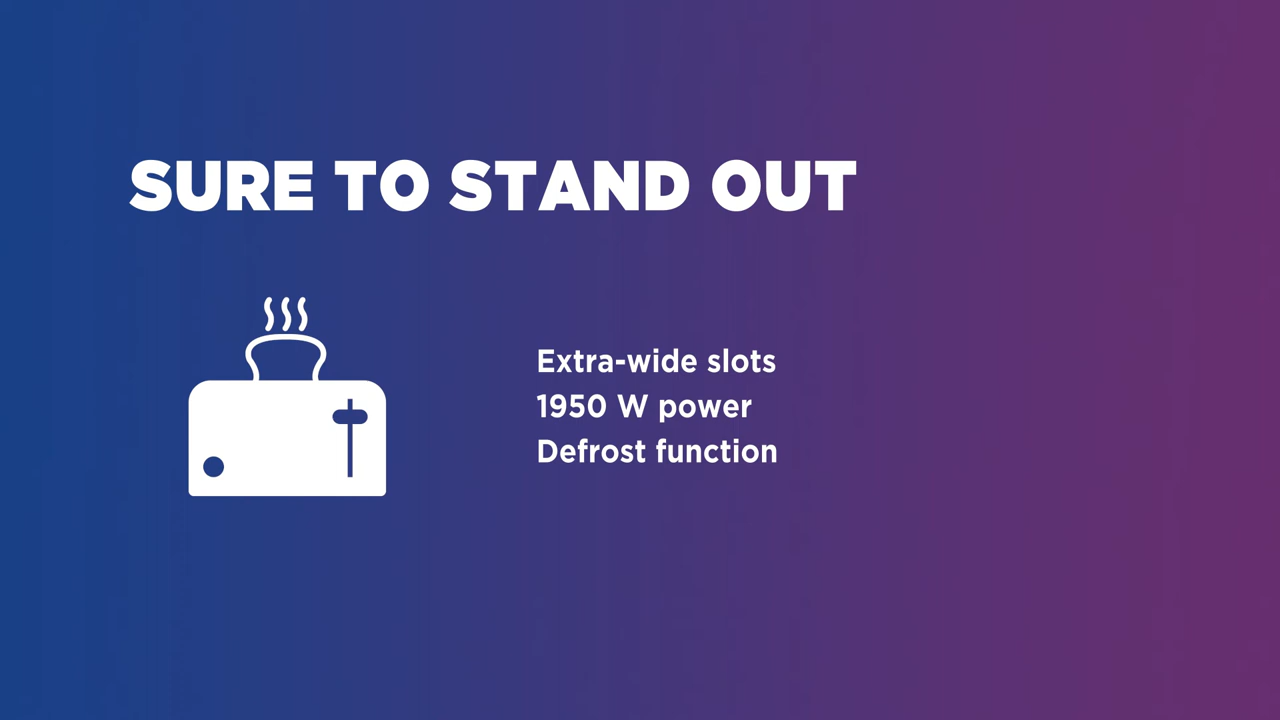 SURE TO STAND OUT
Extra-wide slots
1950 W power
Defrost function